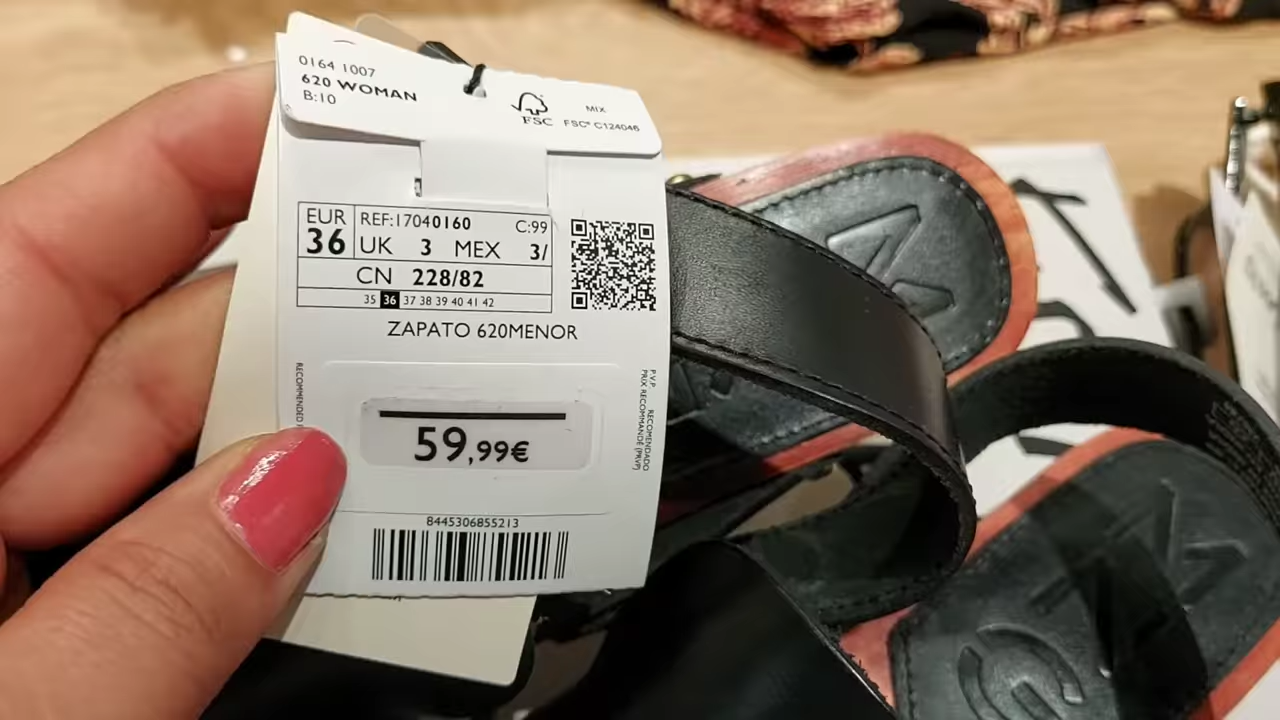 0164 1007
620 WOMAN
B:10
FSC
MIX
FSC® C124046
EUR
36
REF:17040160 C:99
UK 3 MEX 3/
CN 228/82
35 36 37 38 39 40 41 42
ZAPATO 620MENOR
RECOMMENDED
P.V.P. RECOMENDADO
PRIX RECOMMANDÉ (PRVP)
59,99€
8445306855213